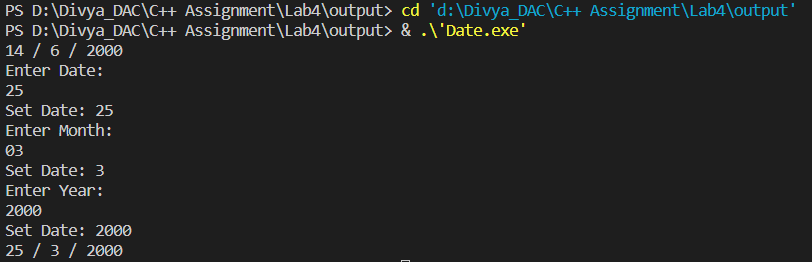 PS D:\Divya_DAC\C++ Assignment\Lab4\output> cd 'd:\Divya_DAC\C++ Assignment\Lab4\output'
PS D:\Divya_DAC\C++ Assignment\Lab4\output> & .\'Date.exe'
14 / 6 / 2000
Enter Date:
25
Set Date: 25
Enter Month:
03
Set Date: 3
Enter Year:
2000
Set Date: 2000
25 / 3 / 2000